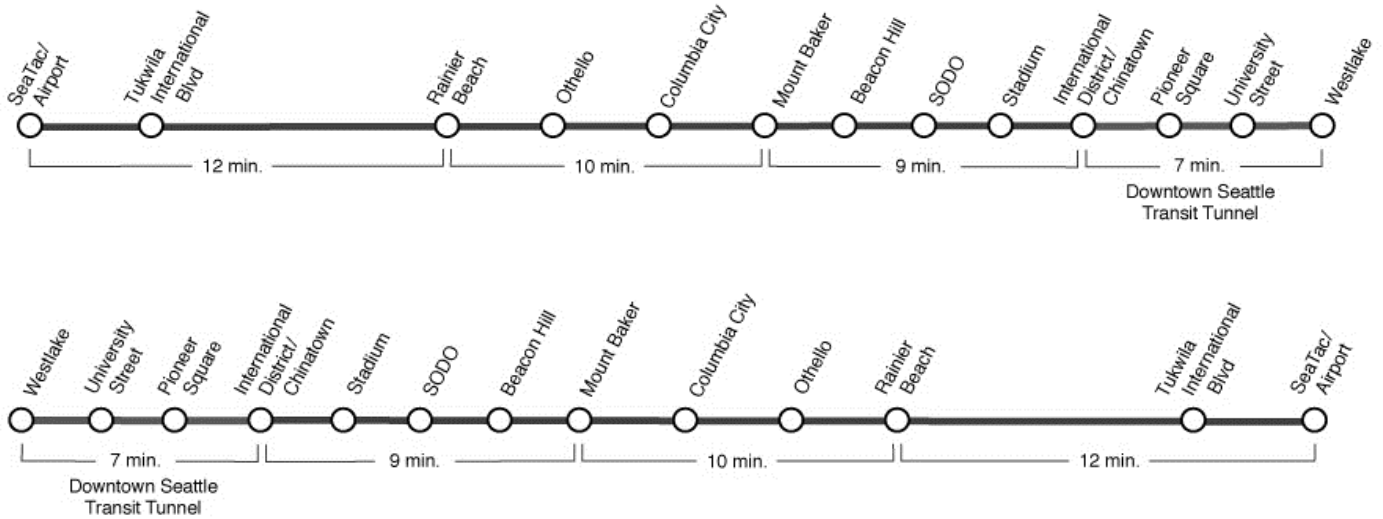 SeaTac/
Airport
Tukwila
International
Blvd
Rainier
Beach
Othello
Columbia City
Mount Baker
Beacon Hill
SODO
Stadium
International
District/
Chinatown
Pioneer
Square
University
Street
Westlake
12 min.
10 min.
9 min.
7 min.
Downtown Seattle
Transit Tunnel
Westlake
University
Street
Pioneer
Square
International
District/
Chinatown
Stadium
SODO
Beacon Hill
Mount Baker
Columbia City
Othello
Rainier
Beach
Tukwila
International
Blvd
SeaTac/
Airport
7 min.
9 min.
10 min.
12 min.
Downtown Seattle
Transit Tunnel